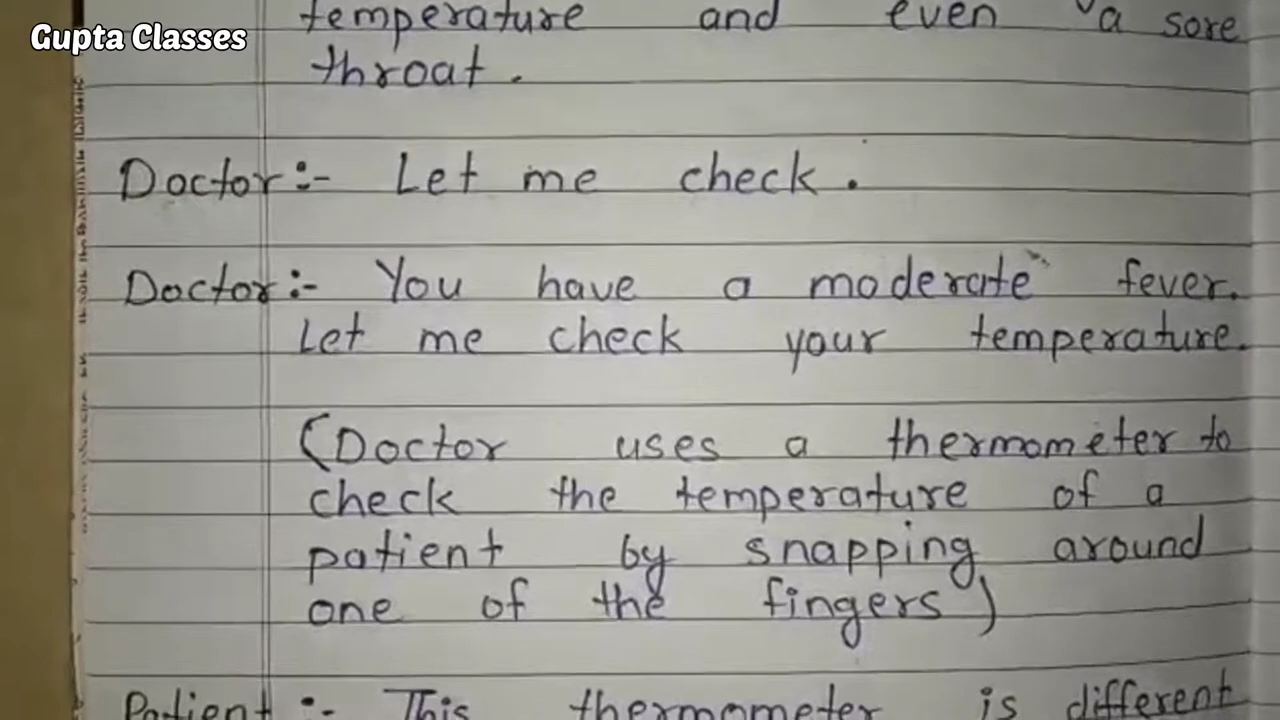 temperature and even a sore
Gupta Classes
throat.
Doctor:- Let me check.
Doctor:- You have a moderate fever.
Let me check your temperature.
(Doctor uses a thermometer to
check the temperature of a
patient by snapping around
one of the fingers)
Patient:- This thermometer is different